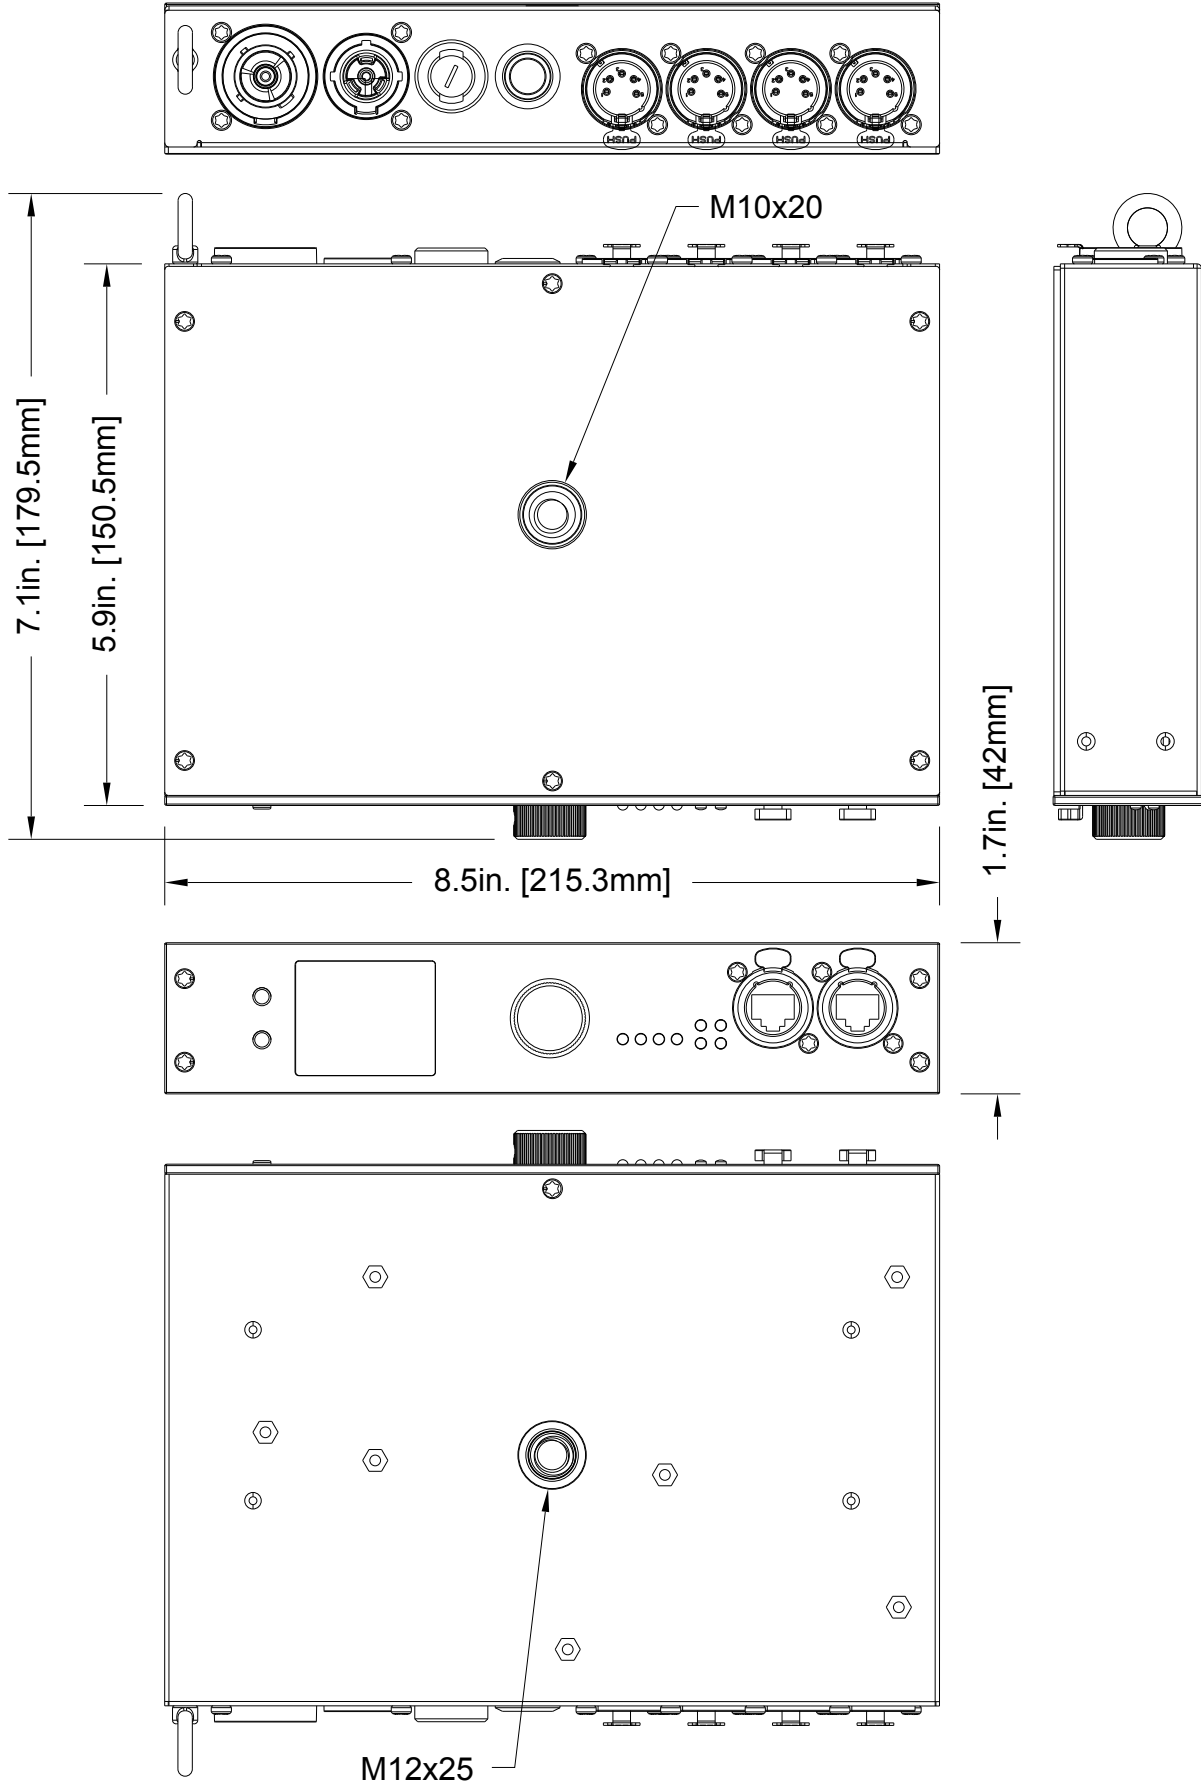 PUSH PUSH PUSH PUSH
M10x20
7.1in. [179.5mm]
5.9in. [150.5mm]
8.5in. [215.3mm]
1.7in. [42mm]
M12x25